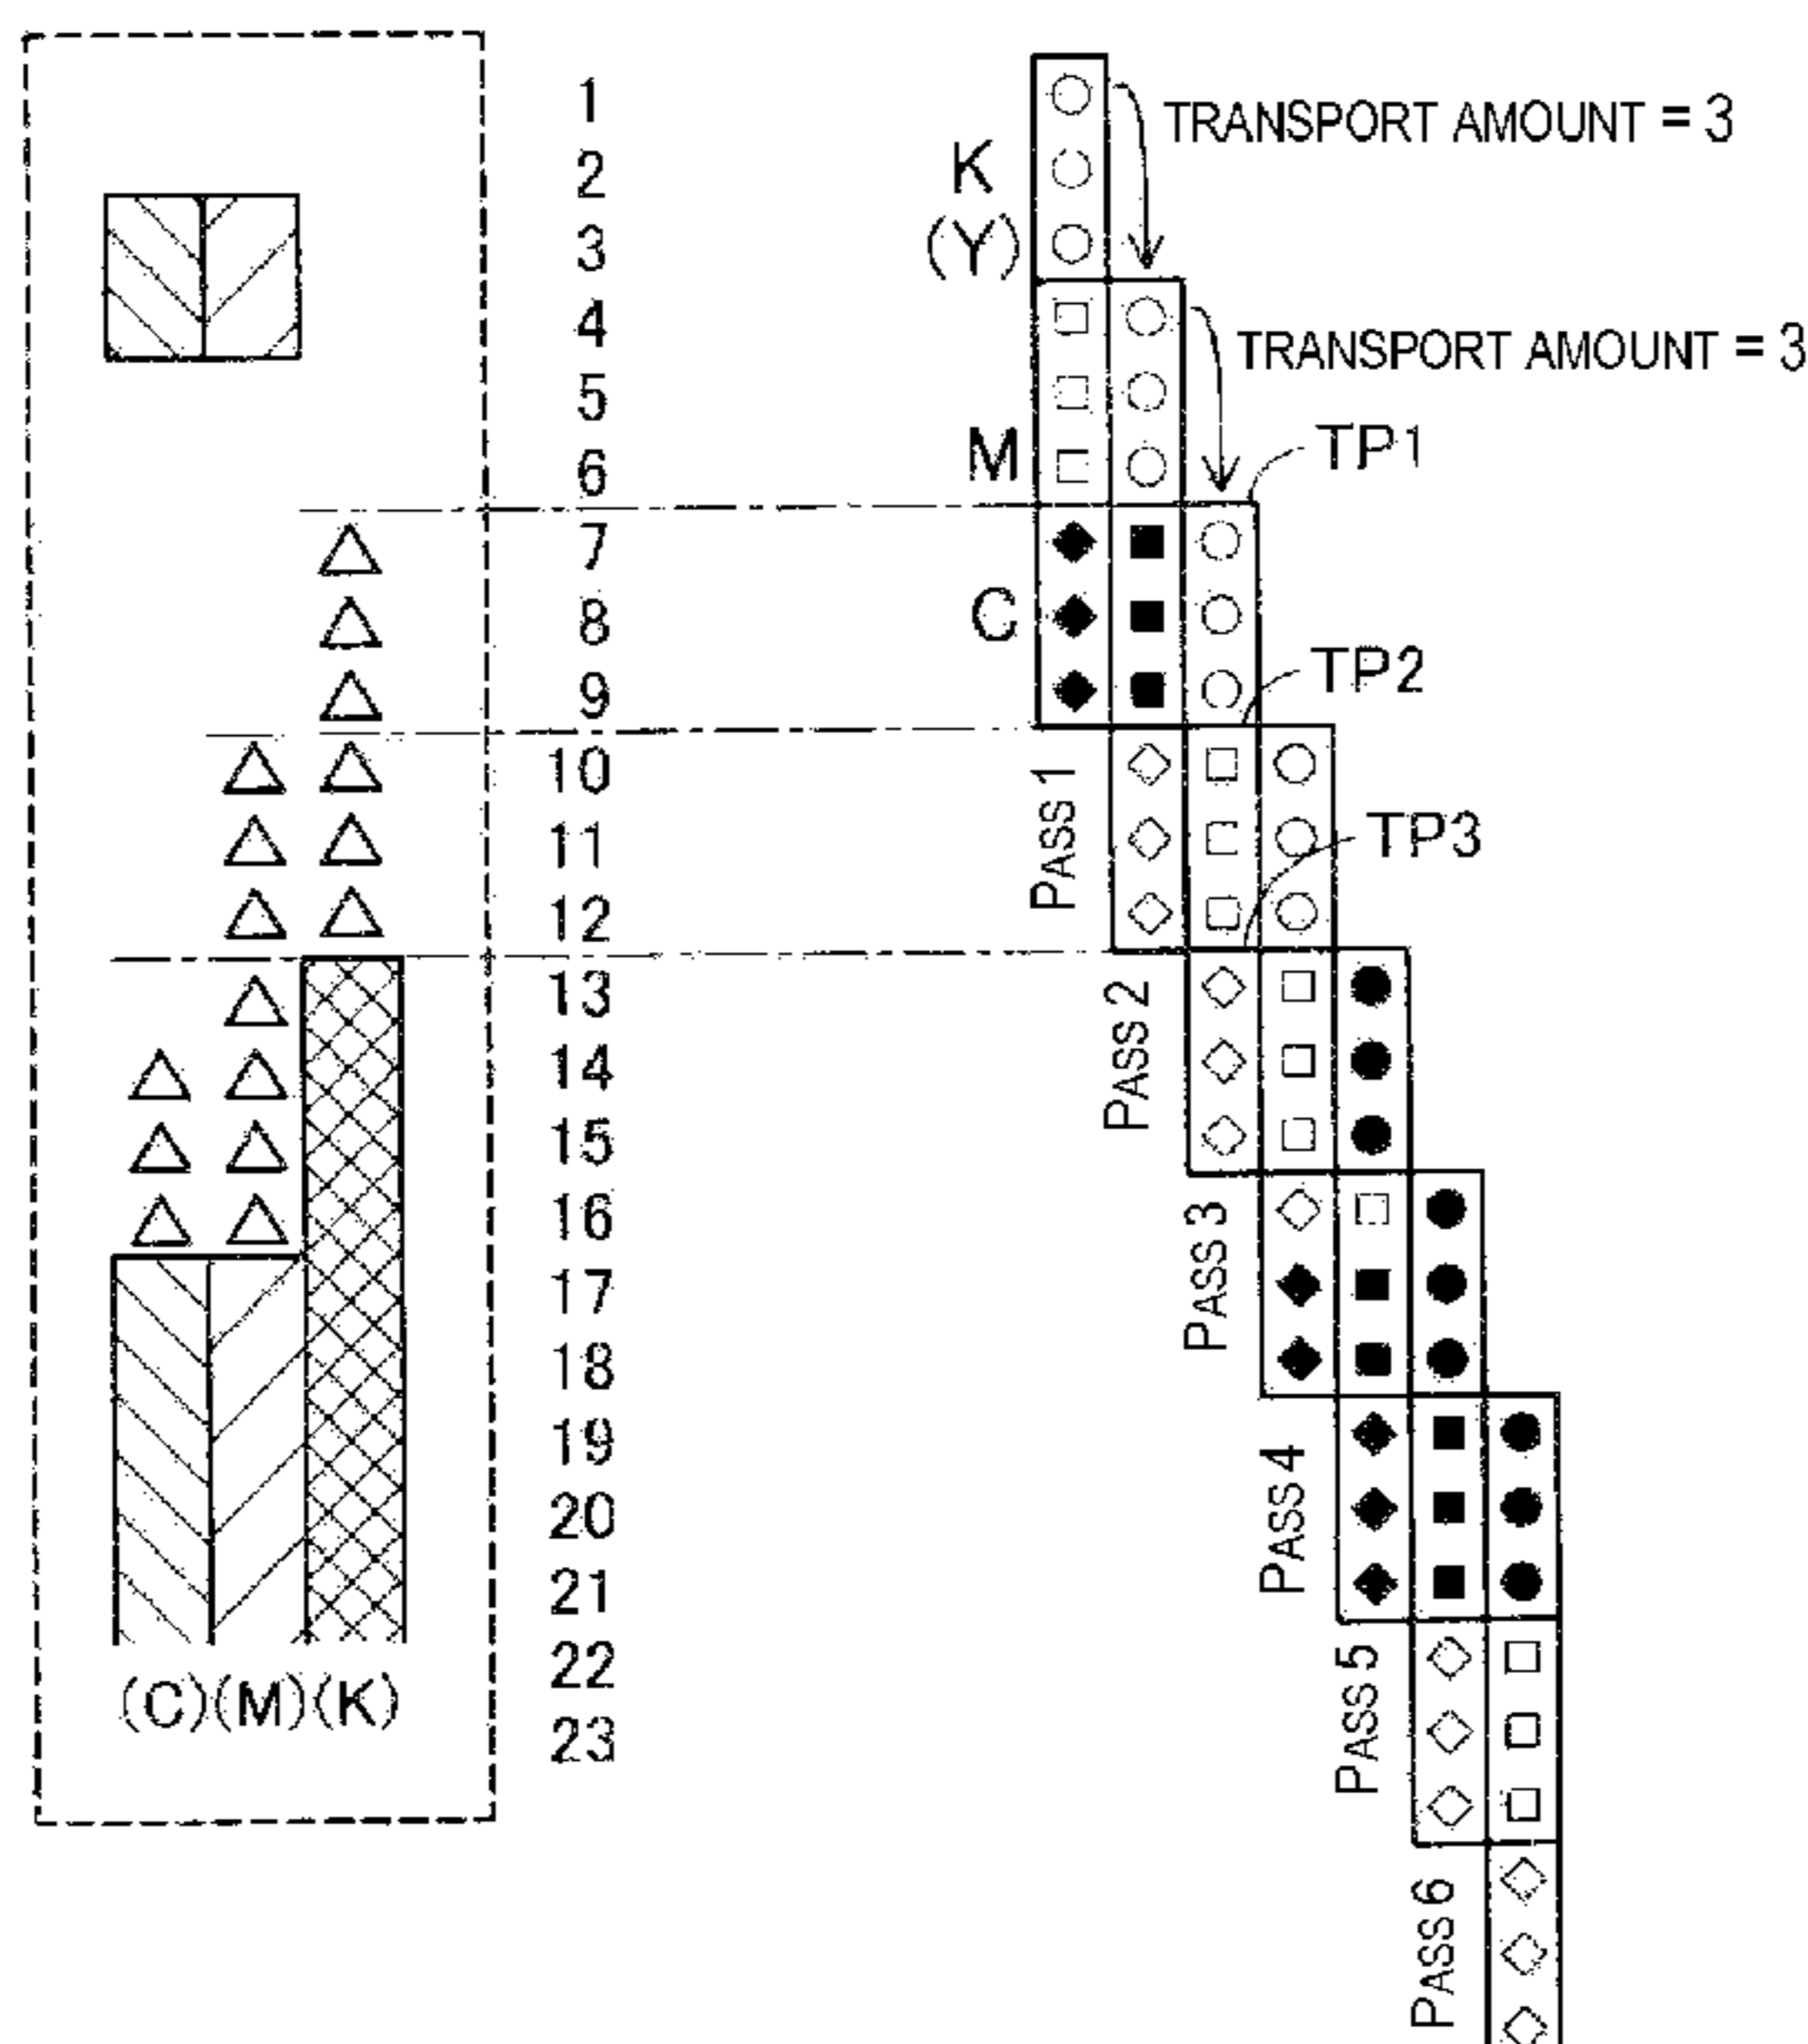 1
TRANSPORT AMOUNT = 3
K
2
(Y)
3
4
TRANSPORT AMOUNT = 3
5
TP1
M
6
7
C
8
TP2
9
10
TP3
11
PASS 1
12
13
PASS 2
14
15
16
PASS 3
17
18
19
PASS 4
20
21
22
(C)(M)(K)
PASS 5
23
PASS 6